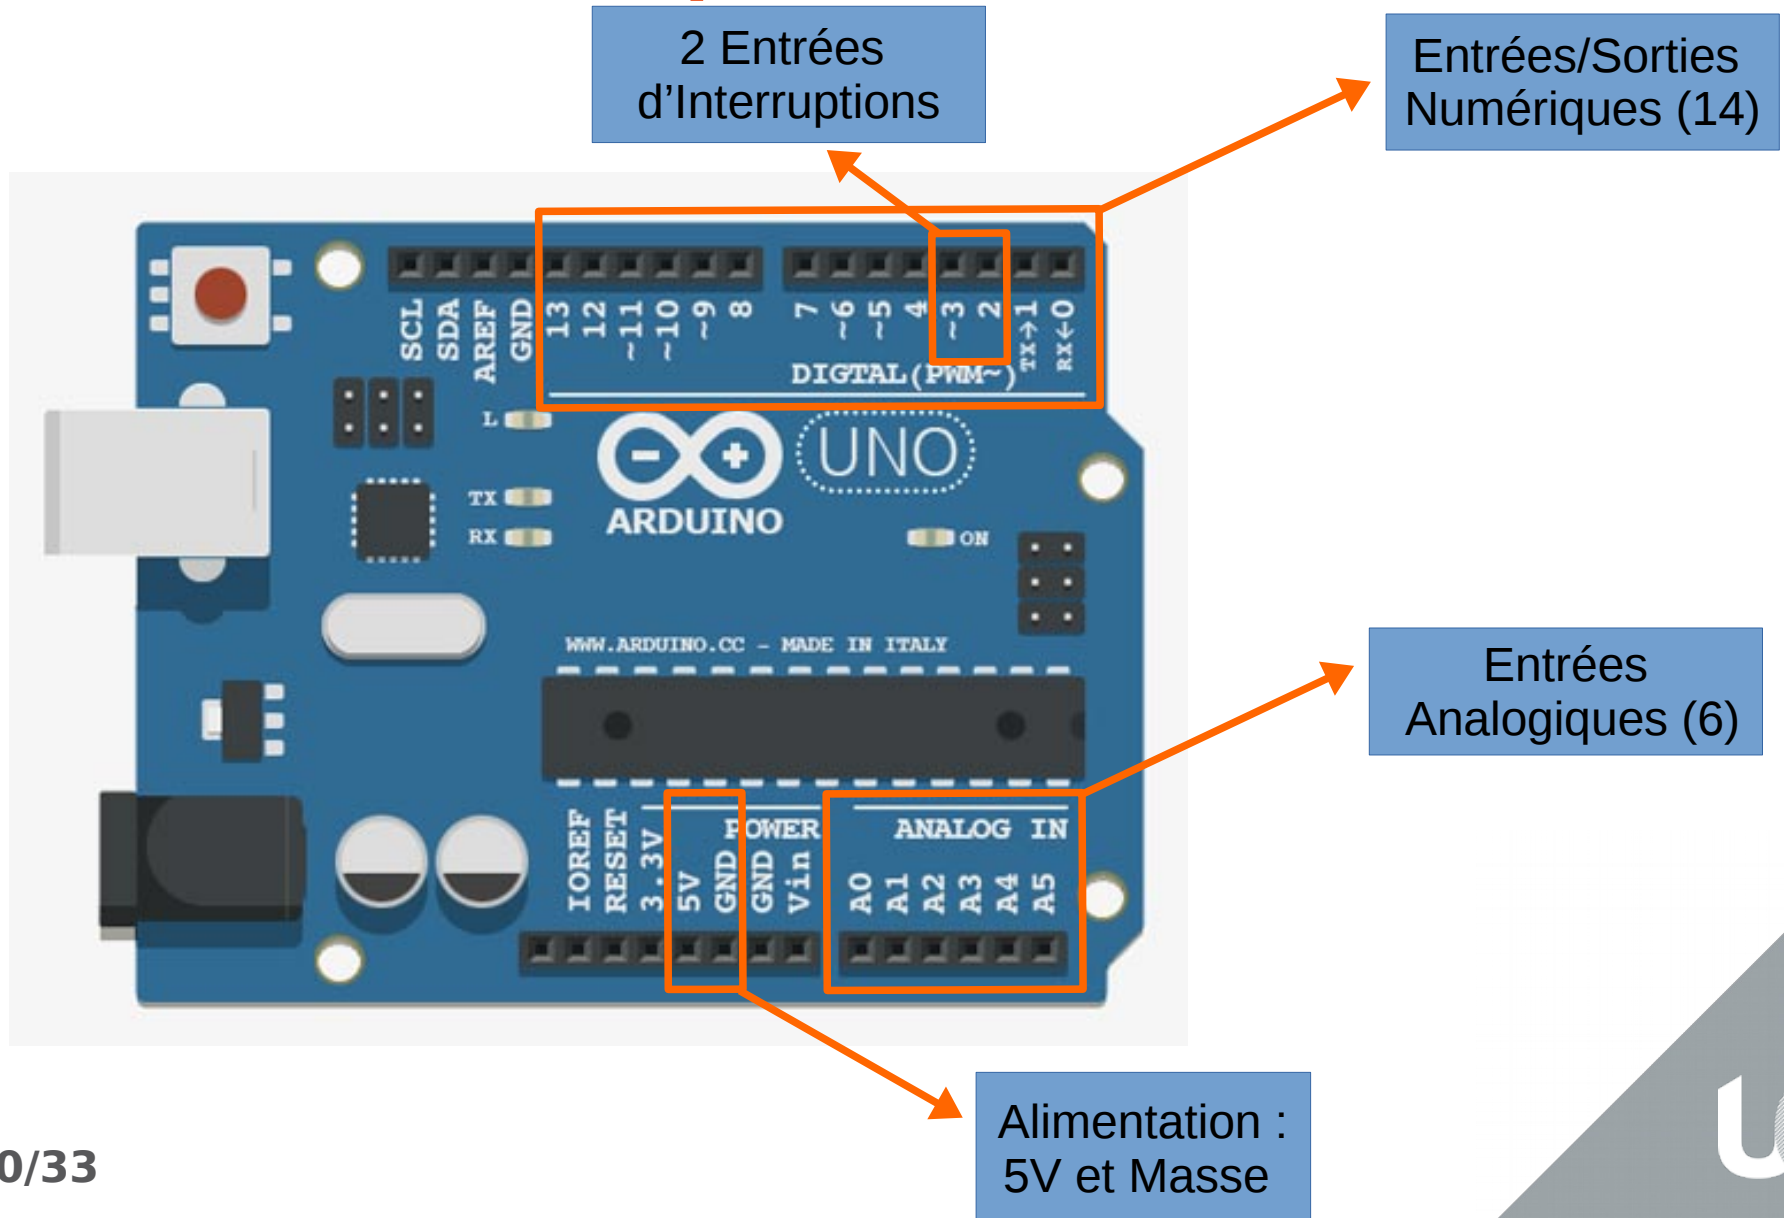 2 Entrées
d’Interruptions
Entrées/Sorties
Numériques (14)
SCL
SDA
AREF
GND
13
12
~11
~10
~9
8
7
~6
~5
4
~3
2
TX→1
RX←0
DIGTAL(PWM~)
L
TX
RX
ARDUINO
UNO
ON
WWW.ARDUINO.CC - MADE IN ITALY
Entrées
Analogiques (6)
POWER
ANALOG IN
IOREF
RESET
3.3V
5V
GND
GND
Vin
A0
A1
A2
A3
A4
A5
Alimentation :
5V et Masse
0/33